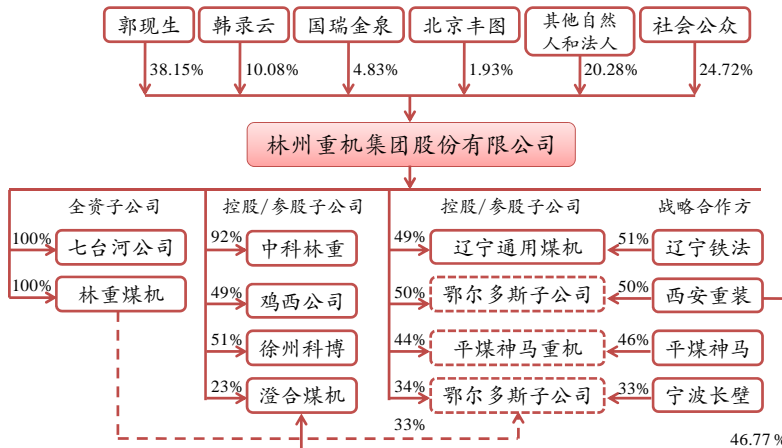 郭现生
韩录云
国瑞金泉
北京丰图
其他自然
人和法人
社会公众
38.15%
10.08%
4.83%
1.93%
20.28%
24.72%
林州重机集团股份有限公司
全资子公司
控股/参股子公司
控股/参股子公司
战略合作方
100%
七台河公司
92%
中科林重
49%
辽宁通用煤机
51%
辽宁铁法
100%
林重煤机
49%
鸡西公司
50%
鄂尔多斯子公司
50%
西安重装
51%
徐州科博
44%
平煤神马重机
46%
平煤神马
23%
澄合煤机
34%
鄂尔多斯子公司
33%
宁波长壁
33%
46.77%